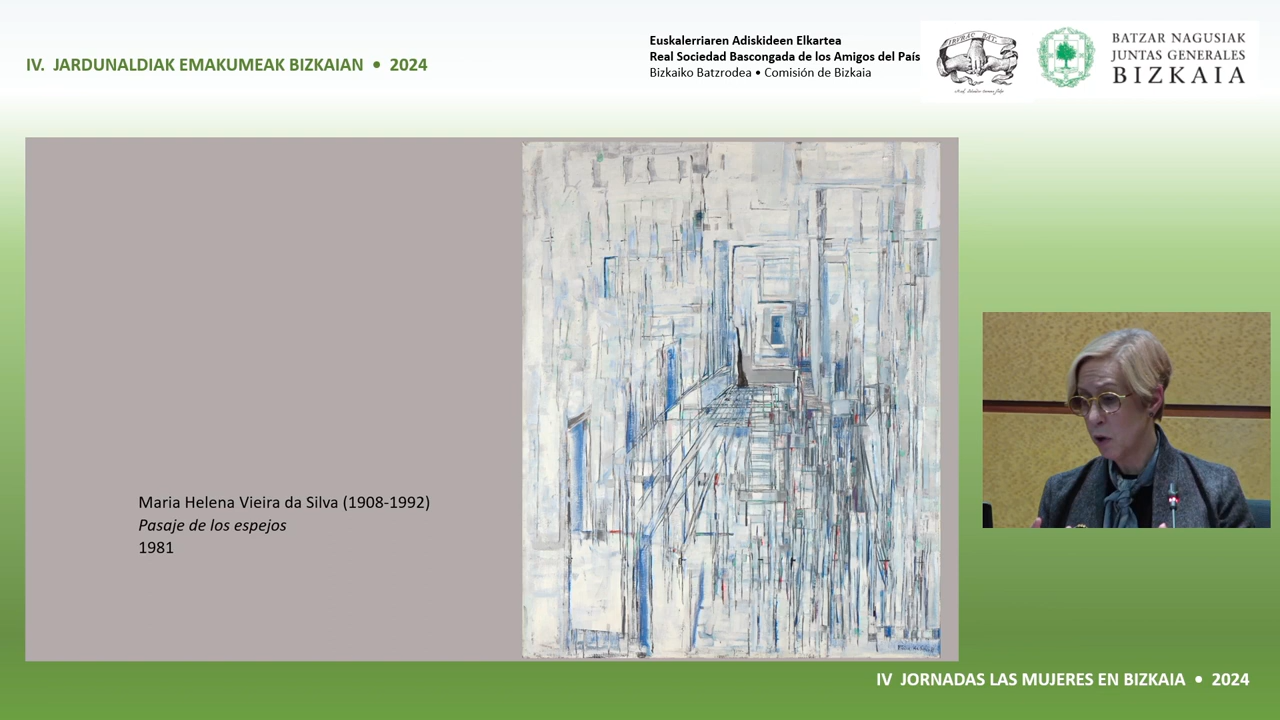 IV. JARDUNALDIAK EMAKUMEAK BIZKAIAN • 2024
Euskalerriaren Adiskideen Elkartea
Real Sociedad Bascongada de los Amigos del País
Bizkaiko Batzrodea • Comisión de Bizkaia
BATZAR NAGUSIAK
JUNTAS GENERALES
BIZKAIA
Maria Helena Vieira da Silva (1908-1992)
Pasaje de los espejos
1981
IV JORNADAS LAS MUJERES EN BIZKAIA • 2024